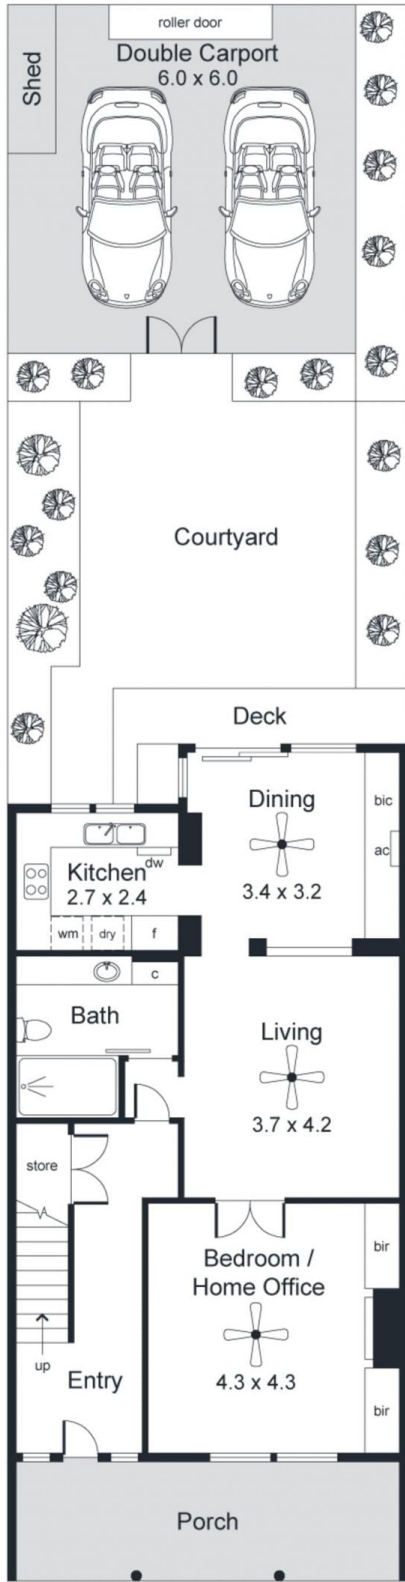 roller door
Shed
Double Carport
6.0 x 6.0
Courtyard
Deck
Dining
3.4 x 3.2
bic
ac
Kitchen
2.7 x 2.4
dw
wm
dry
f
c
Bath
Living
3.7 x 4.2
store
up
Entry
Bedroom /
Home Office
4.3 x 4.3
bir
bir
Porch